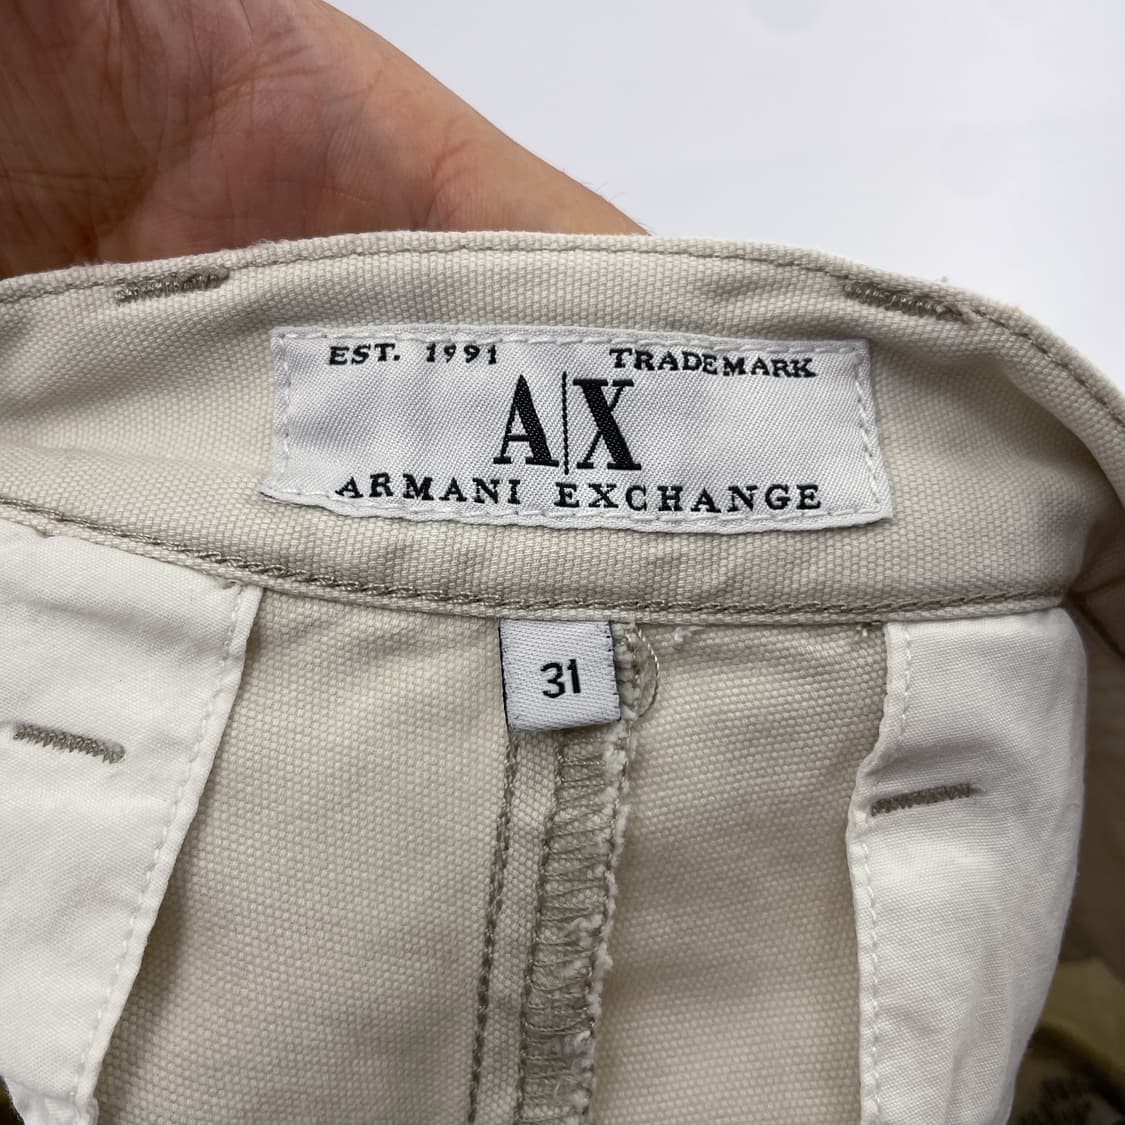 EST. 1991 TRADEMARK
A|X
ARMANI EXCHANGE
31